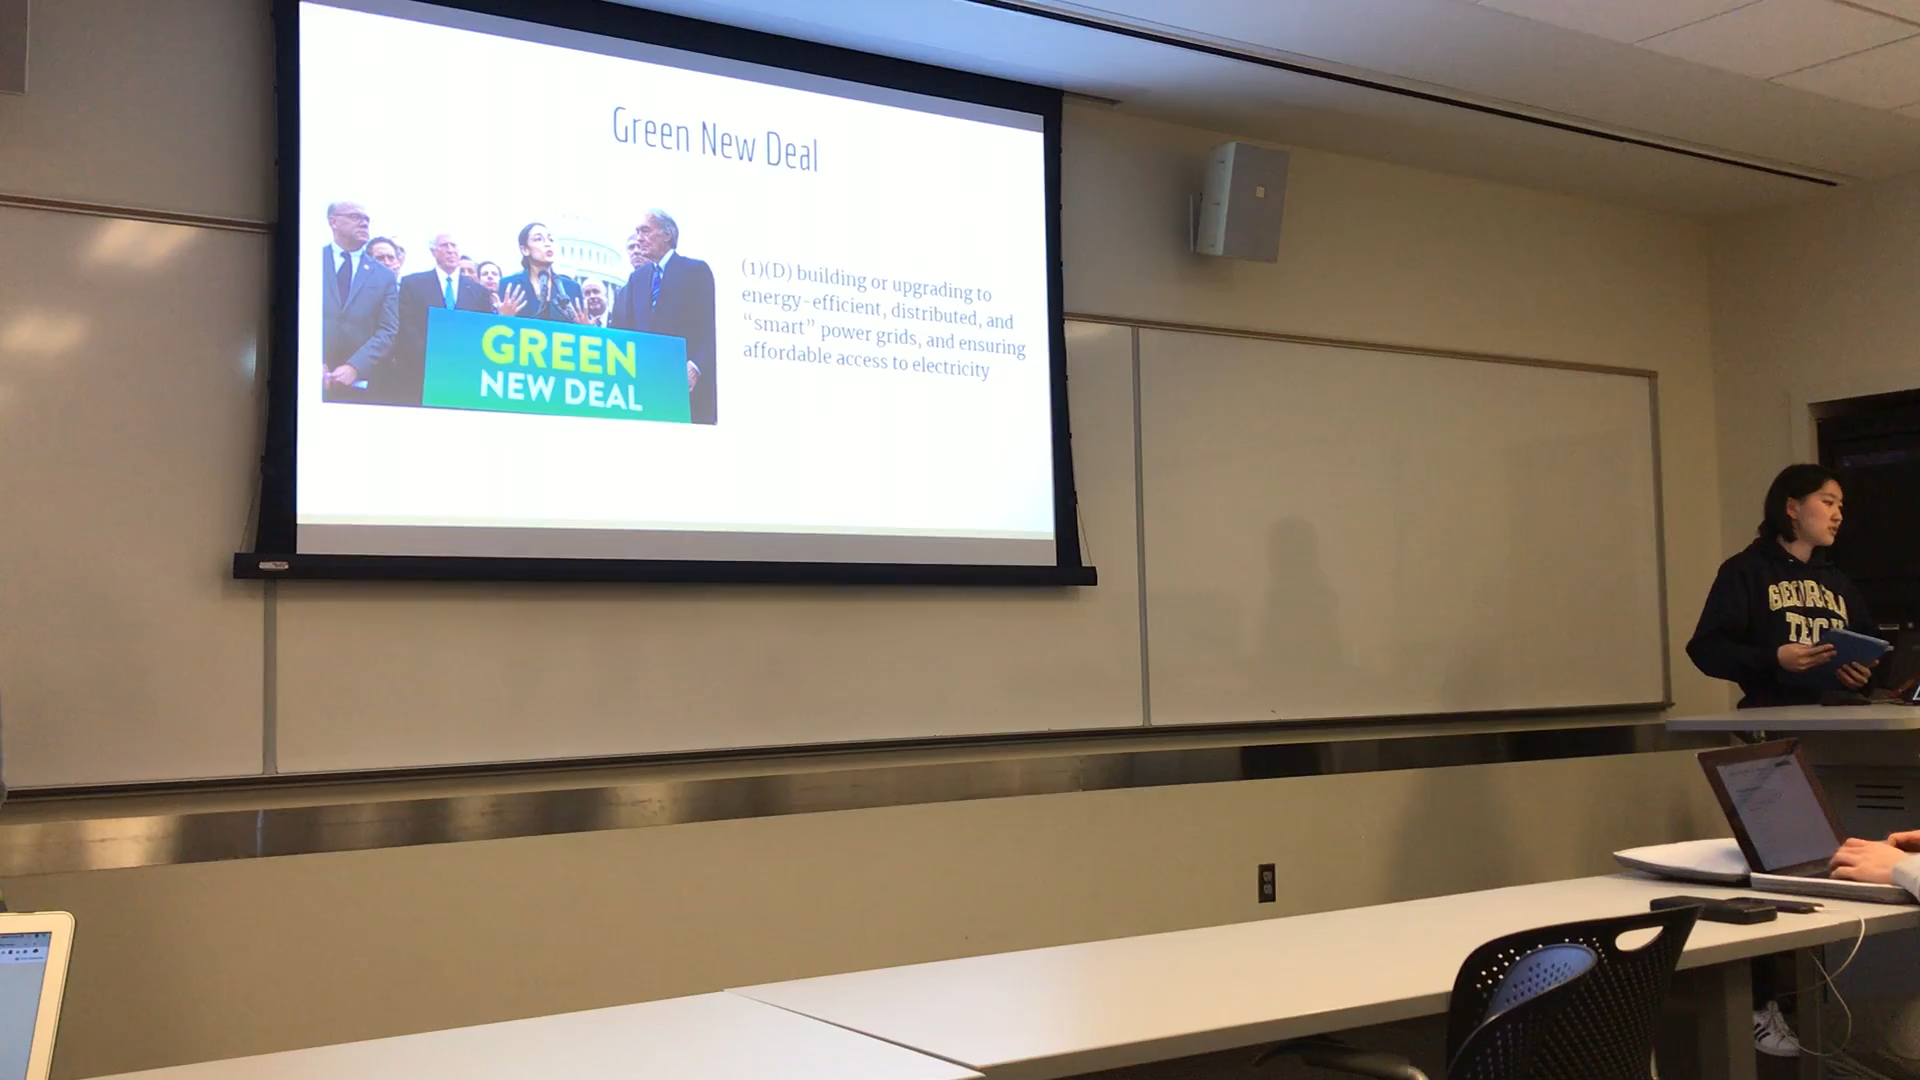 Green New Deal
GREEN
NEW DEAL
(1)(D) building or upgrading to
energy-efficient, distributed, and
“smart” power grids, and ensuring
affordable access to electricity
GEORGIA
TECH